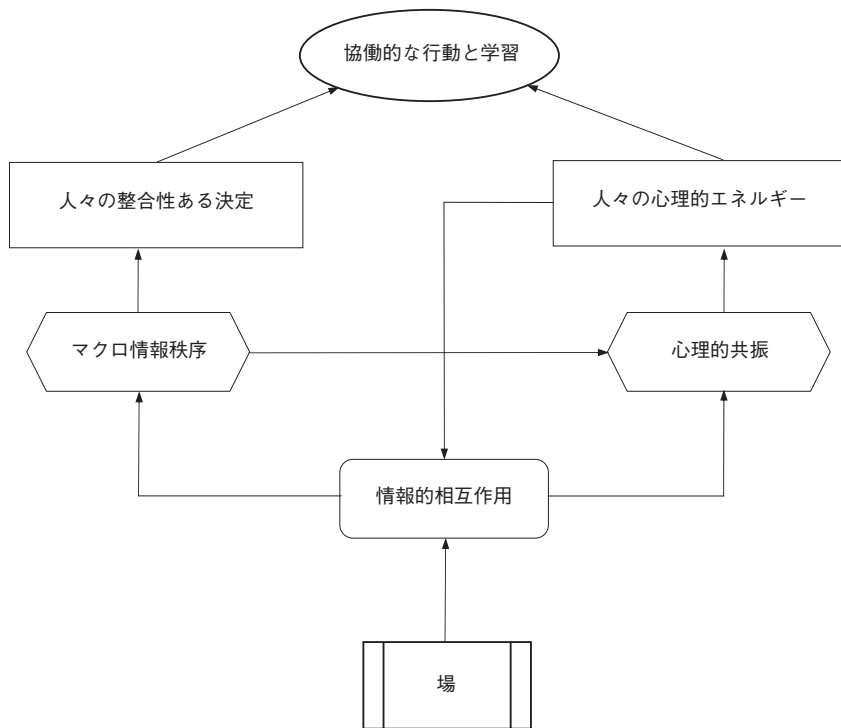 協働的な行動と学習
人々の整合性ある決定
人々の心理的エネルギー
マクロ情報秩序
心理的共振
情報的相互作用
場